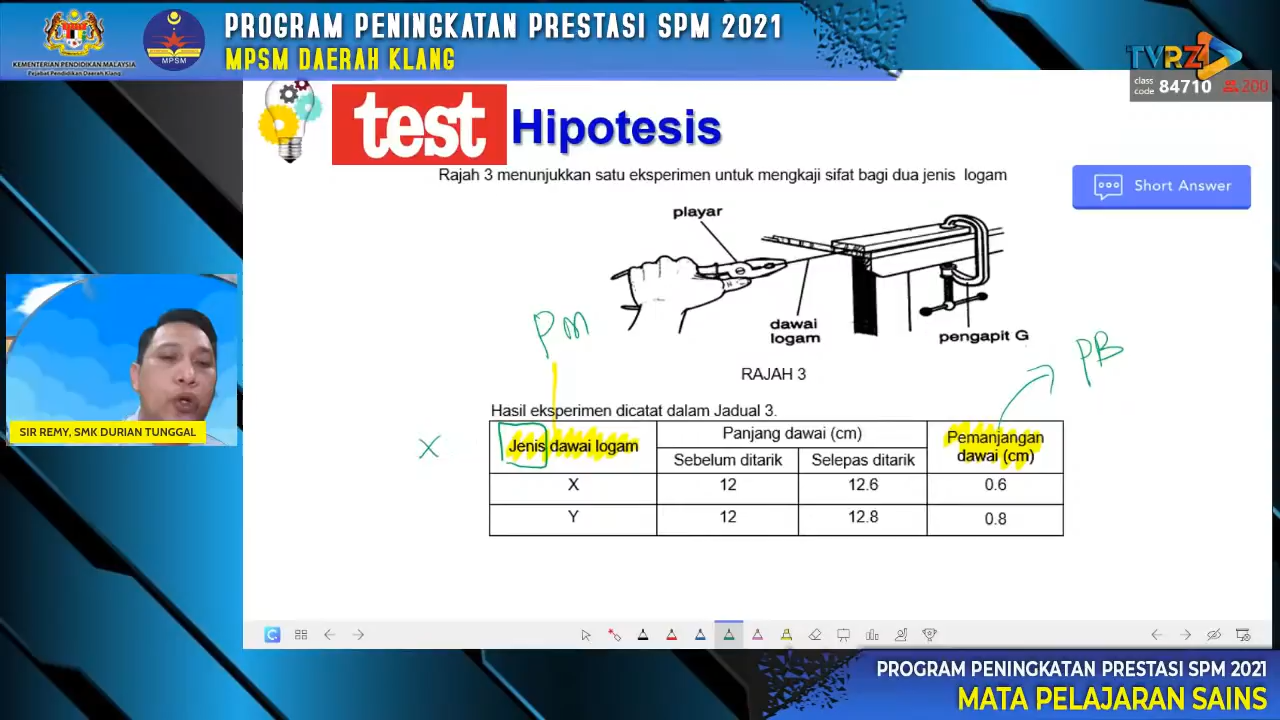 PROGRAM PENINGKATAN PRESTASI SPM 2021
MPSM DAERAH KLANG
KEMENTERIAN PENDIDIKAN MALAYSIA
Pejabat Pendidikan Daerah Klang
MPSM
TVRZ
class code 84710 200
test Hipotesis
Rajah 3 menunjukkan satu eksperimen untuk mengkaji sifat bagi dua jenis logam
Short Answer
playar
dawai
logam
pengapit G
PM
PB
RAJAH 3
Hasil eksperimen dicatat dalam Jadual 3.
Jenis dawai logam
Panjang dawai (cm)
Pemanjangan
dawai (cm)
Sebelum ditarik
Selepas ditarik
X
X 12 12.6 0.6
Y 12 12.8 0.8
SIR REMY, SMK DURIAN TUNGGAL
PROGRAM PENINGKATAN PRESTASI SPM 2021
MATA PELAJARAN SAINS